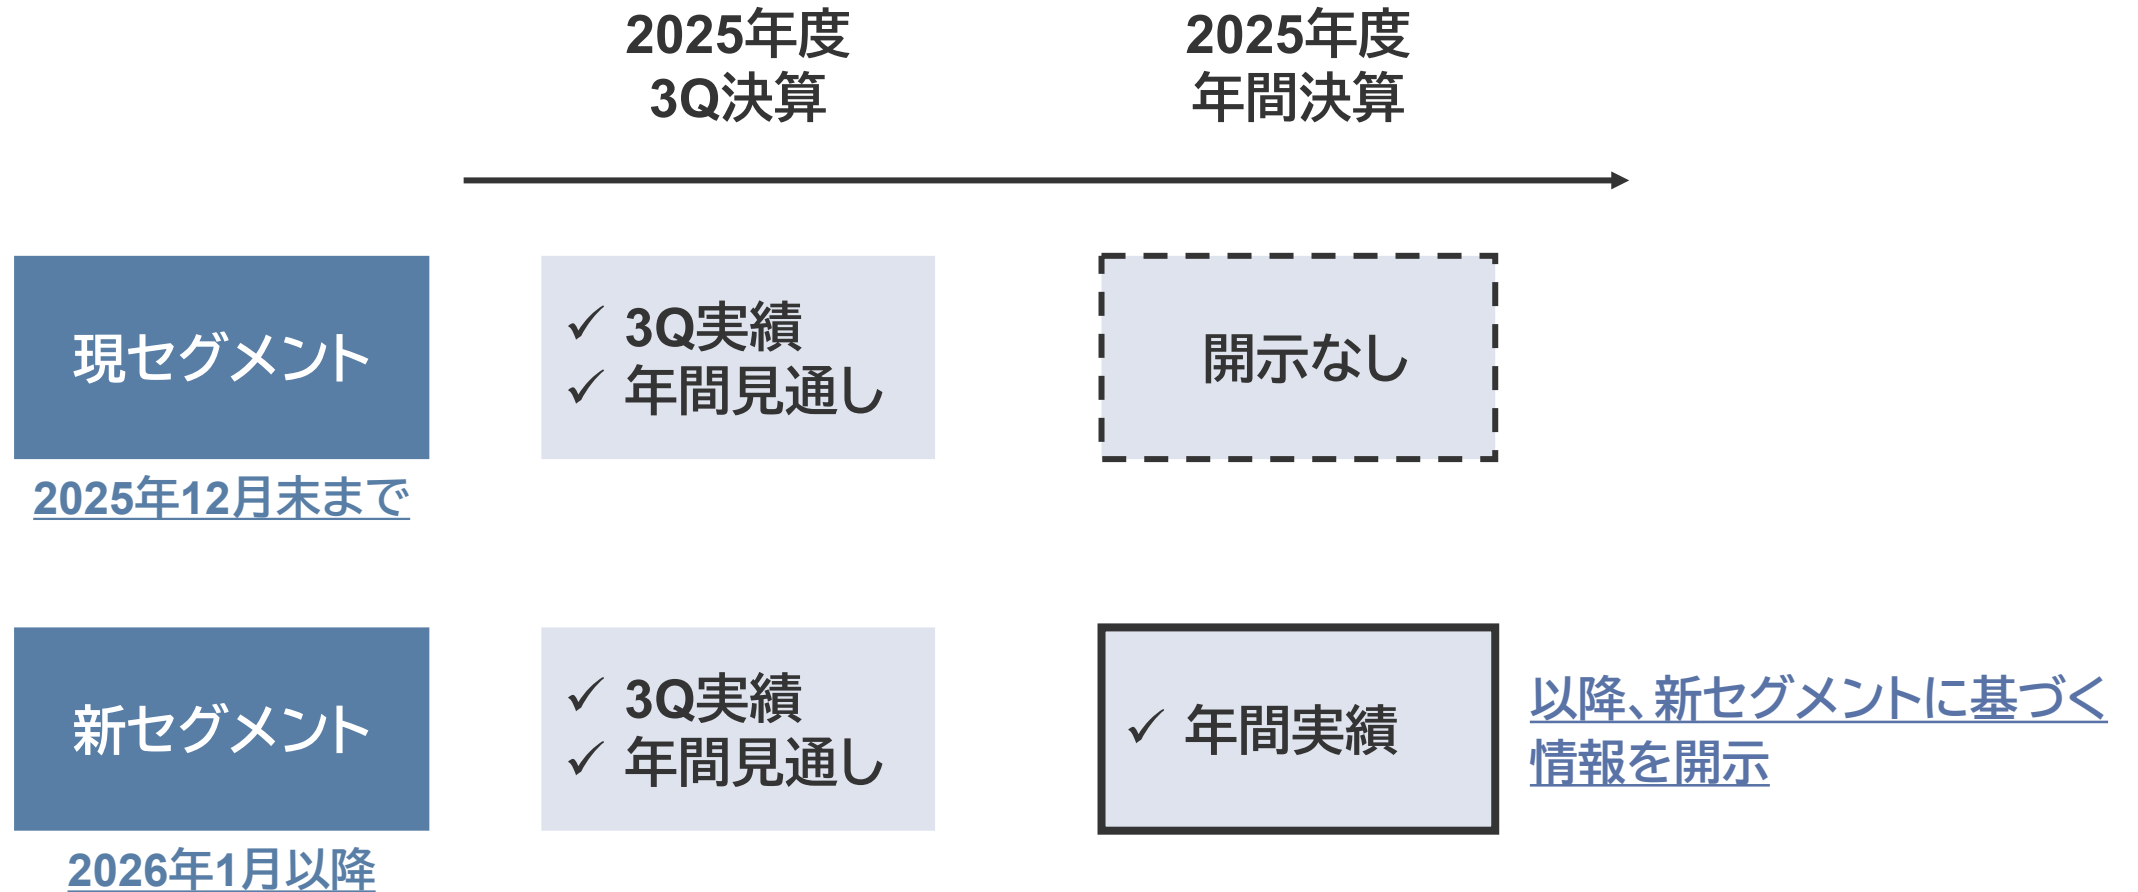 2025年度
3Q決算
2025年度
年間決算
現セグメント
2025年12月末まで
✓ 3Q実績
✓ 年間見通し
開示なし
新セグメント
2026年1月以降
✓ 3Q実績
✓ 年間見通し
✓ 年間実績
以降、新セグメントに基づく
情報を開示